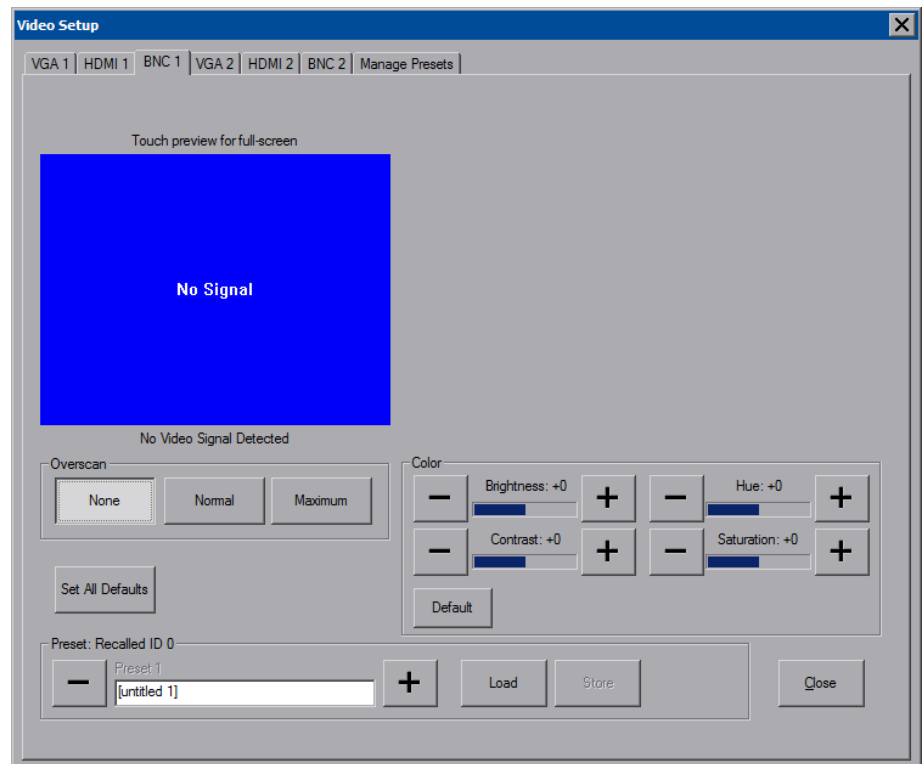 Video Setup
VGA 1 HDMI 1 BNC 1 VGA 2 HDMI 2 BNC 2 Manage Presets
Touch preview for full-screen
No Signal
No Video Signal Detected
Overscan
None Normal Maximum
Set All Defaults
Color
Brightness: +0 Hue: +0
Contrast: +0 Saturation: +0
Default
Preset: Recalled ID 0
Preset 1
[untitled 1]
Load Store Close